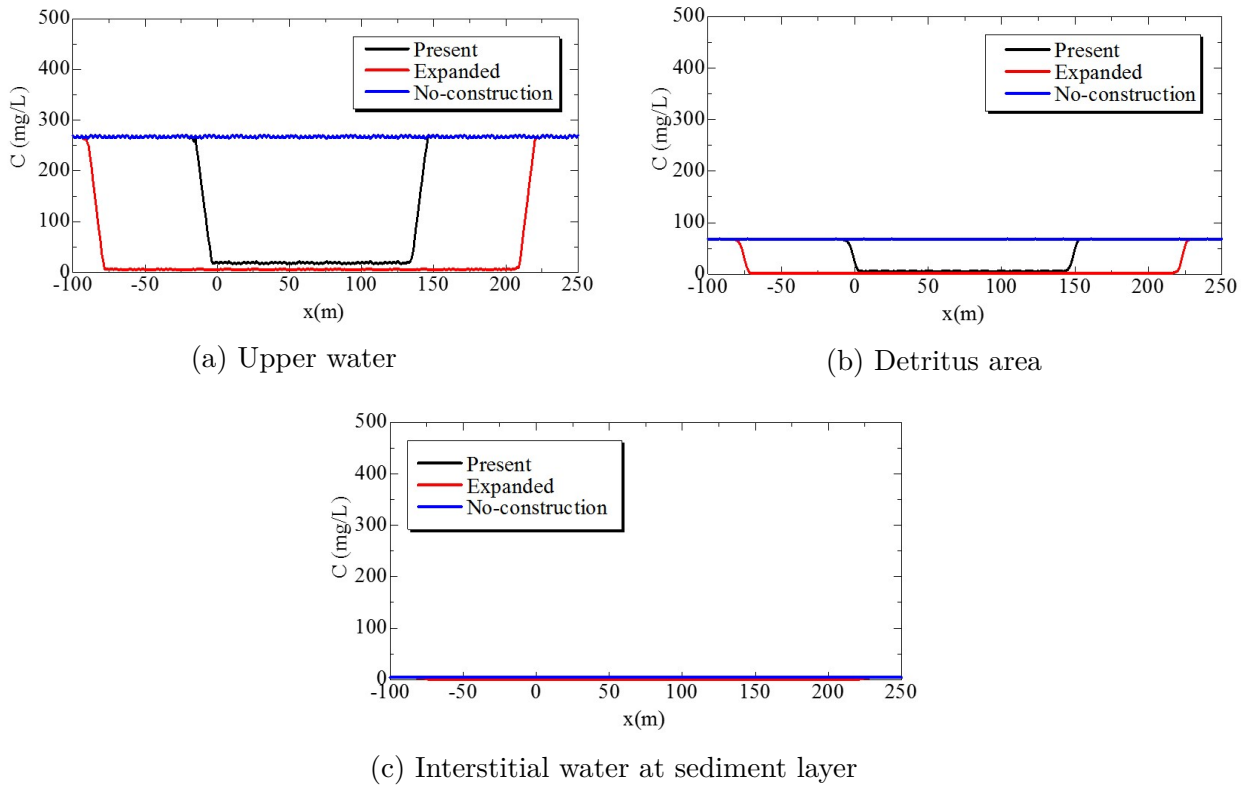 500
400
300
200
100
0
C (mg/L)
Present
Expanded
No-construction
-100 -50 0 50 100 150 200 250
x(m)
(a) Upper water
500
400
300
200
100
0
C (mg/L)
Present
Expanded
No-construction
-100 -50 0 50 100 150 200 250
x(m)
(b) Detritus area
500
400
300
200
100
0
C (mg/L)
Present
Expanded
No-construction
-100 -50 0 50 100 150 200 250
x(m)
(c) Interstitial water at sediment layer